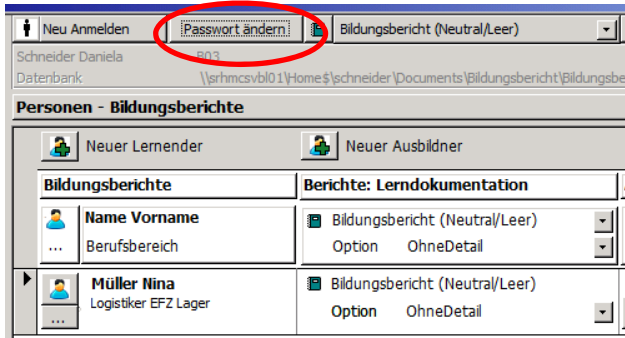 Neu Anmelden Passwort ändern Bildungsbericht (Neutral/Leer)
Schneider Daniela B03
Datenbank \\srhmcsvbl01\Home$\schneider\Documents\Bildungsbericht\Bildungsbe
Personen - Bildungsberichte
Neuer Lernender Neuer Ausbildner
Bildungsberichte Berichte: Lerndokumentation
Name Vorname Bildungsbericht (Neutral/Leer)
... Berufsbereich Option OhneDetail
Müller Nina Bildungsbericht (Neutral/Leer)
Logistiker EFZ Lager Option OhneDetail
...